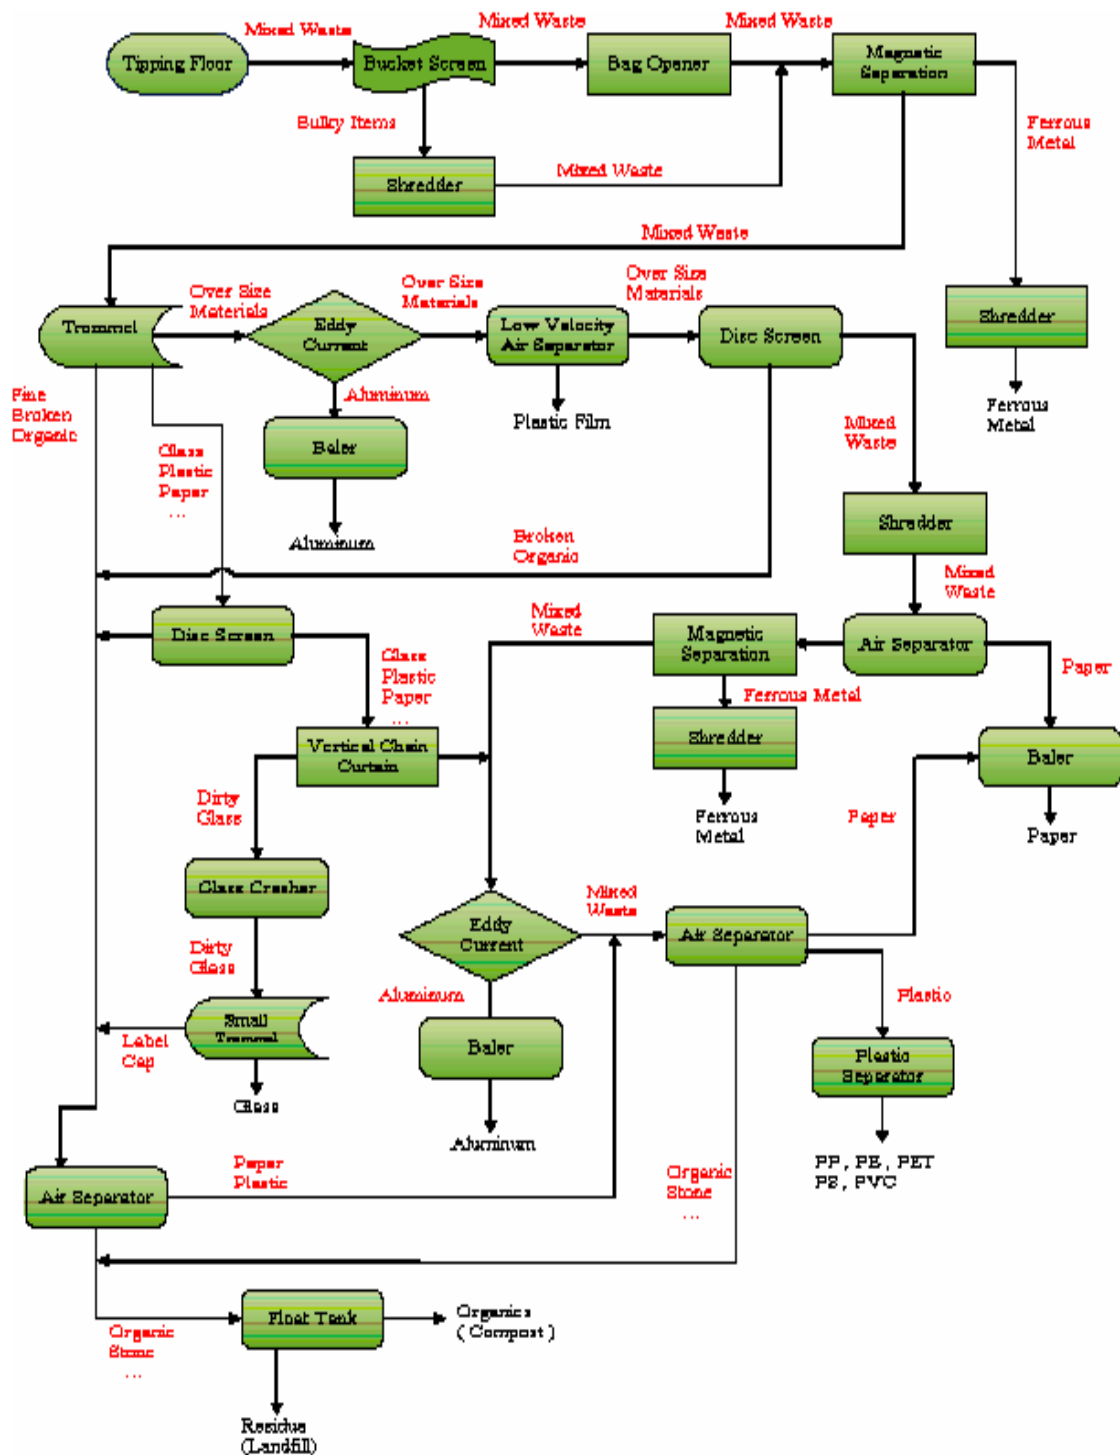 Mixed Waste
Mixed Waste
Mixed Waste
Tipping Floor
Bucket Screen
Bag Opener
Magnetic
Separation
Bulky Items
Ferrous
Metal
Shredder
Mixed Waste
Mixed Waste
Over Size
Materials
Over Size
Materials
Over Size
Materials
Trommel
Eddy
Current
Low Velocity
Air Separator
Disc Screen
Shredder
Fine
Broken
Organic
Aluminum
Plastic Film
Ferrous
Metal
Glass
Plastic
Paper
...
Baler
Mixed
Waste
Aluminum
Broken
Organic
Shredder
Mixed
Waste
Disc Screen
Mixed
Waste
Magnetic
Separation
Air Separator
Glass
Plastic
Paper
...
Ferrous Metal
Paper
Vertical Chain
Curtain
Shredder
Baler
Dirty
Glass
Ferrous
Metal
Paper
Paper
Glass Crasher
Mixed
Waste
Eddy
Current
Air Separator
Dirty
Glass
Aluminum
Plastic
Small
Trommel
Label
Cap
Baler
Plastic
Separator
Glass
Aluminum
Paper
Plastic
Organic
Stone
...
PP , PE , PET
PS , PVC
Air Separator
Float Tank
Organics
( Compost )
Organic
Stone
...
Residue
(Landfill)